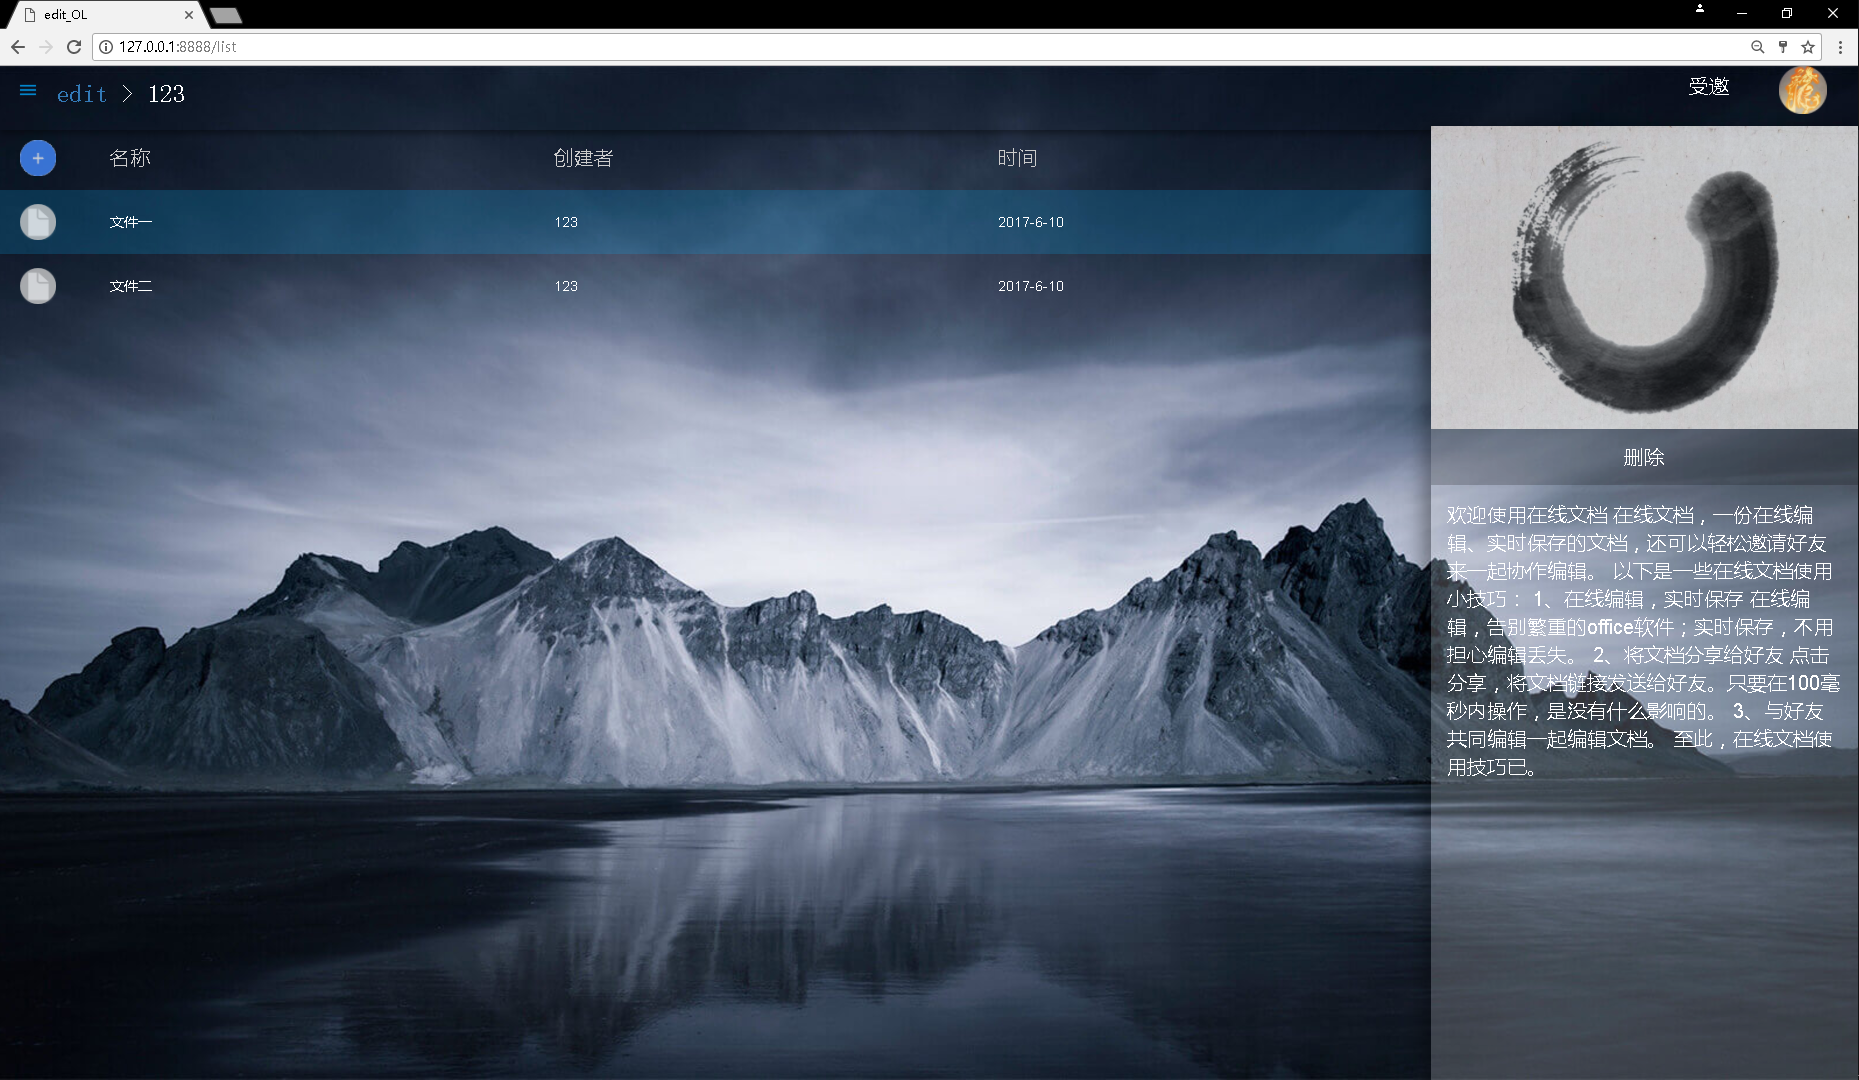 edit_OL
127.0.0.1:8888/list
edit > 123
受邀
名称 创建者 时间
文件一 123 2017-6-10
文件二 123 2017-6-10
删除
欢迎使用在线文档 在线文档，一份在线编
辑、实时保存的文档，还可以轻松邀请好友
来一起协作编辑。 以下是一些在线文档使用
小技巧： 1、在线编辑，实时保存 在线编
辑，告别繁重的office软件；实时保存，不用
担心编辑丢失。 2、将文档分享给好友 点击
分享，将文档链接发送给好友。只要在100毫
秒内操作，是没有什么影响的。 3、与好友
共同编辑一起编辑文档。 至此，在线文档使
用技巧已。